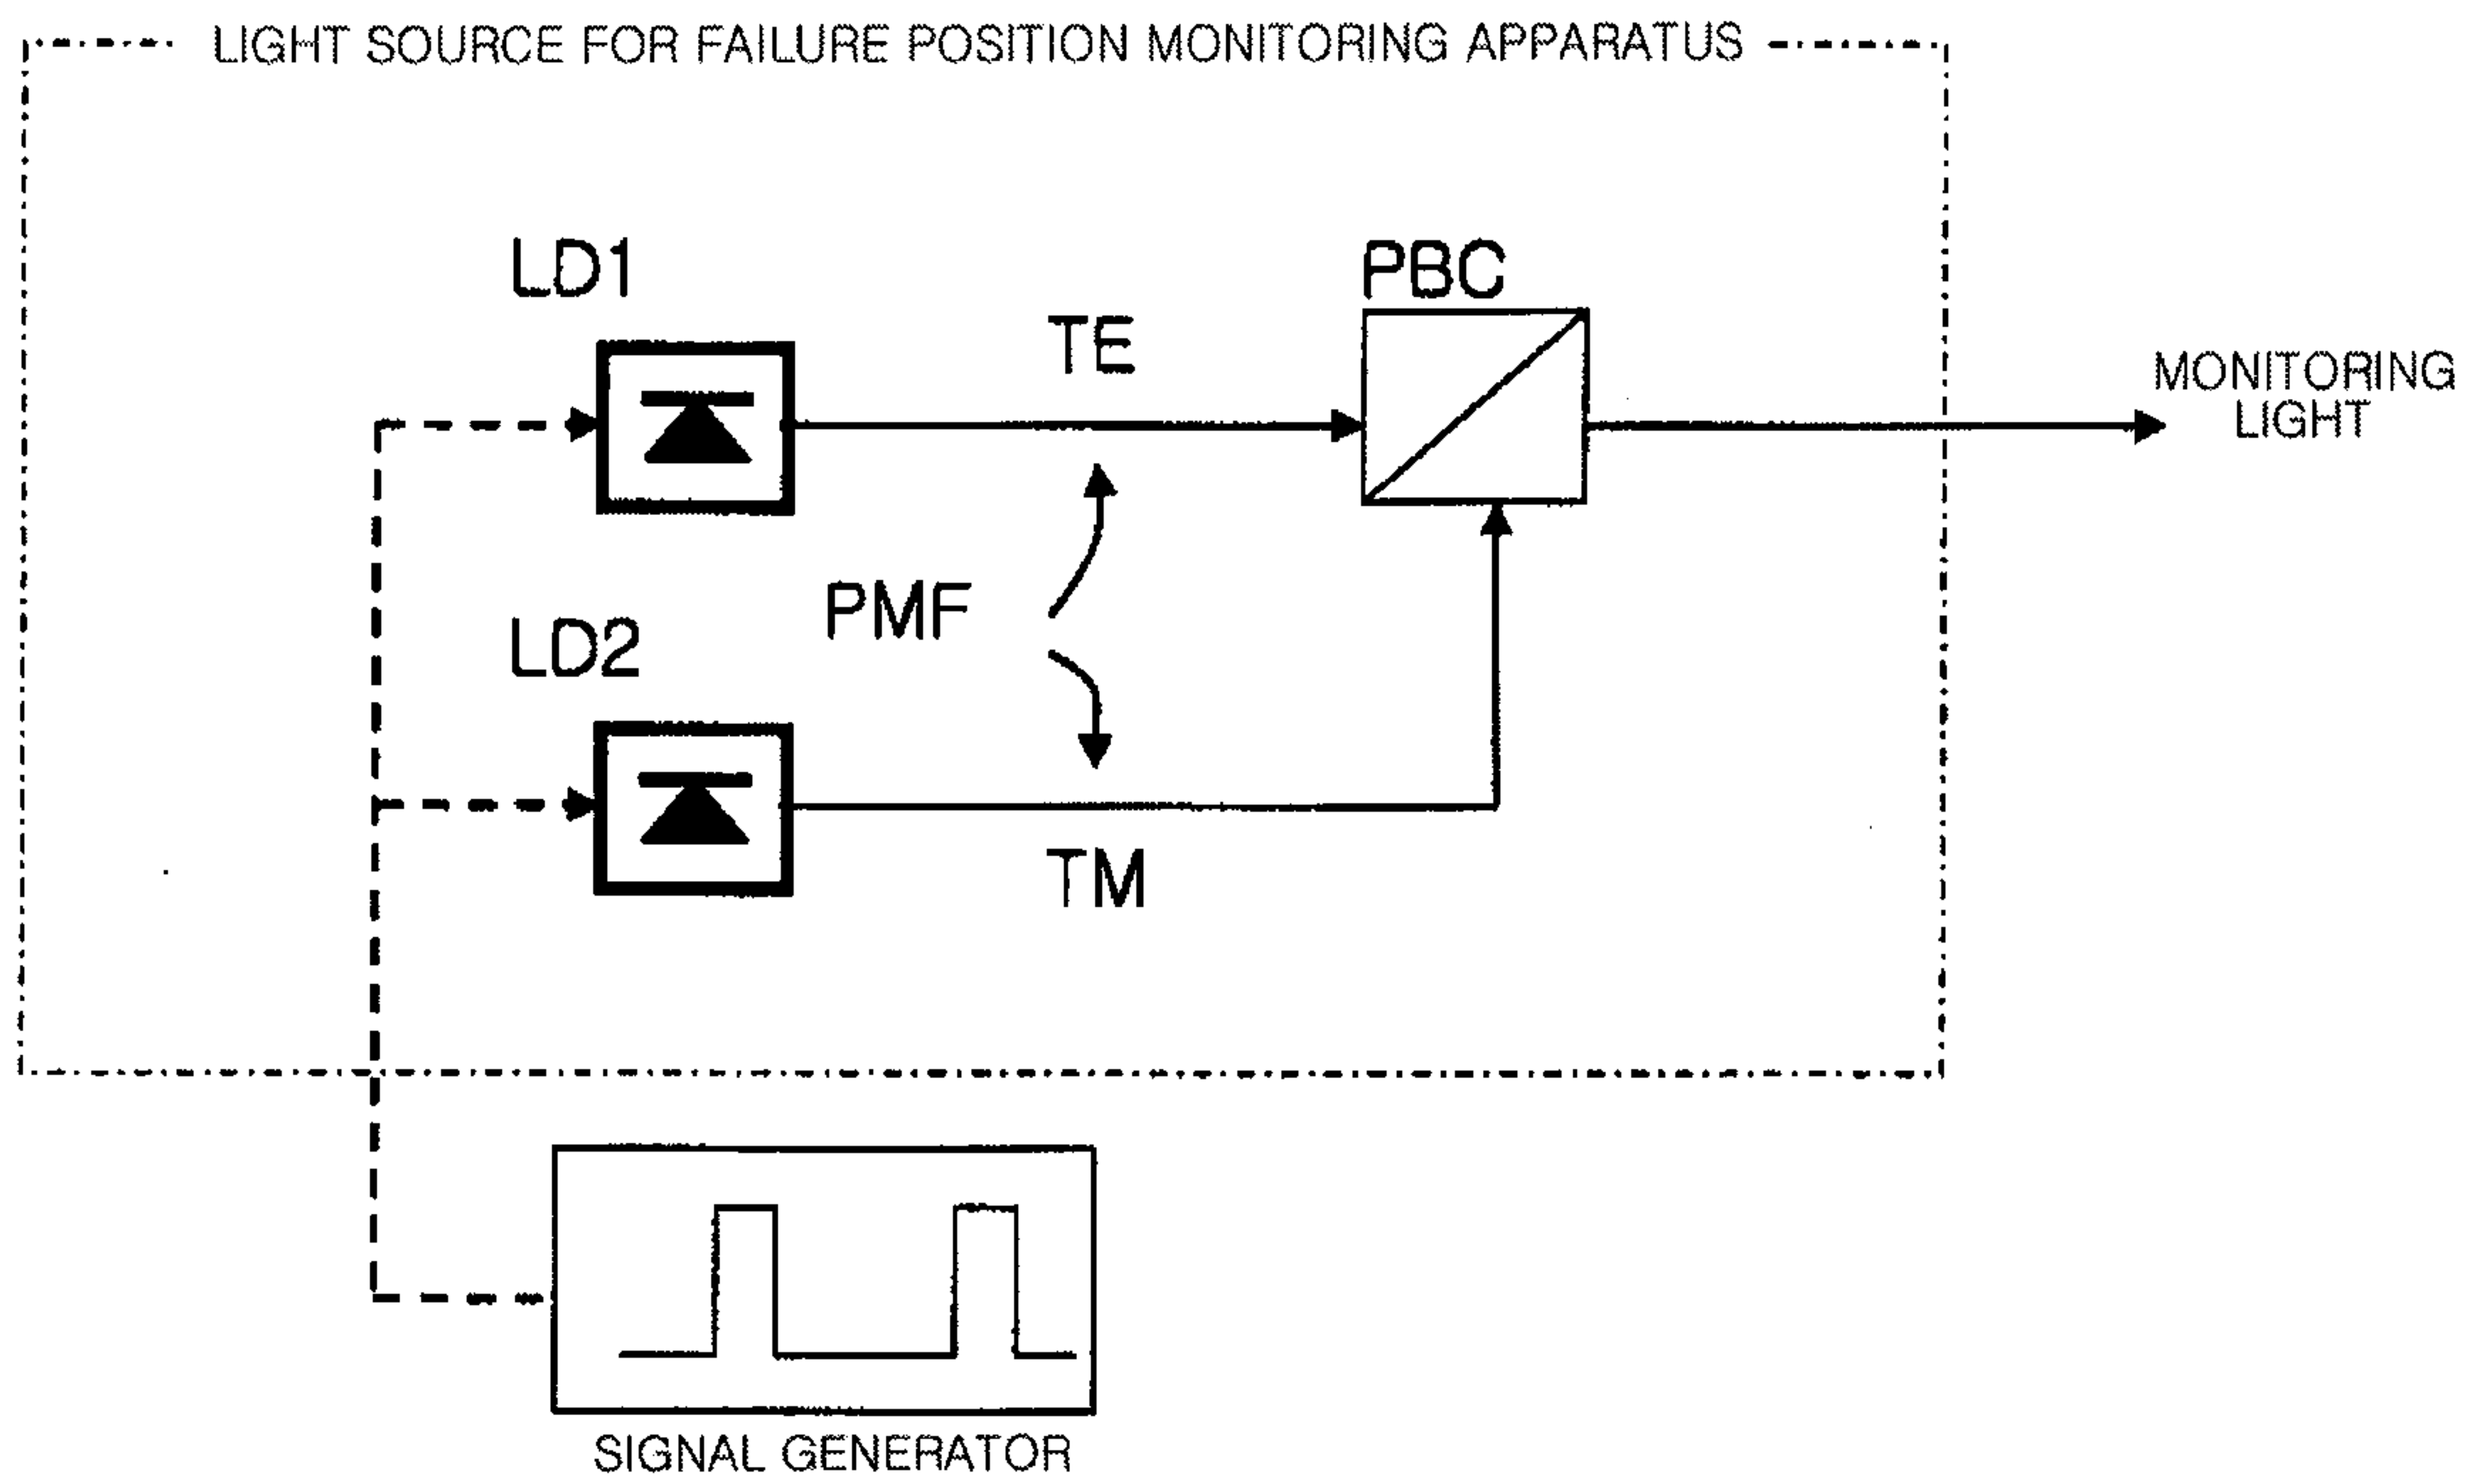 LIGHT SOURCE FOR FAILURE POSITION MONITORING APPARATUS
LD1
PBC
TE
MONITORING
LIGHT
PMF
LD2
TM
SIGNAL GENERATOR